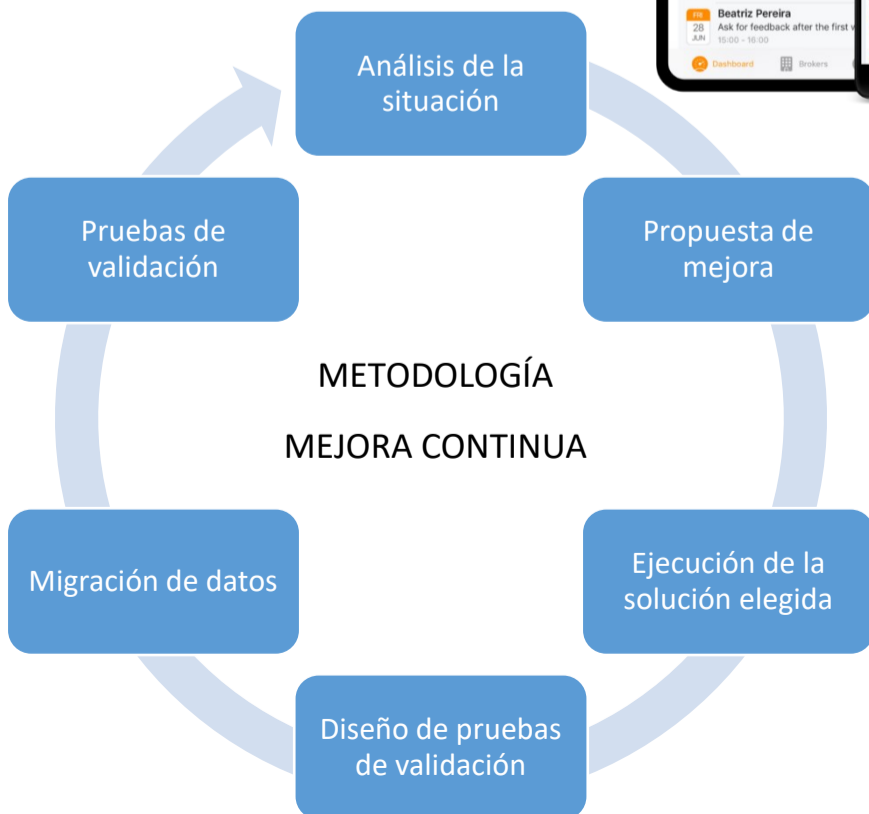 Beatriz Pereira
FRI
28
JUN
Ask for feedback after the first
15:00 - 16:00
Dashboard
Brokers
Análisis de la
situación
Pruebas de
validación
Propuesta de
mejora
METODOLOGÍA
MEJORA CONTINUA
Migración de datos
Ejecución de la
solución elegida
Diseño de pruebas
de validación